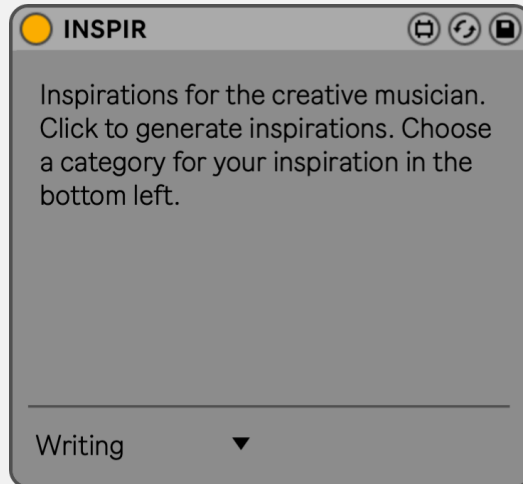 INSPIR
Inspirations for the creative musician.
Click to generate inspirations. Choose
a category for your inspiration in the
bottom left.
Writing